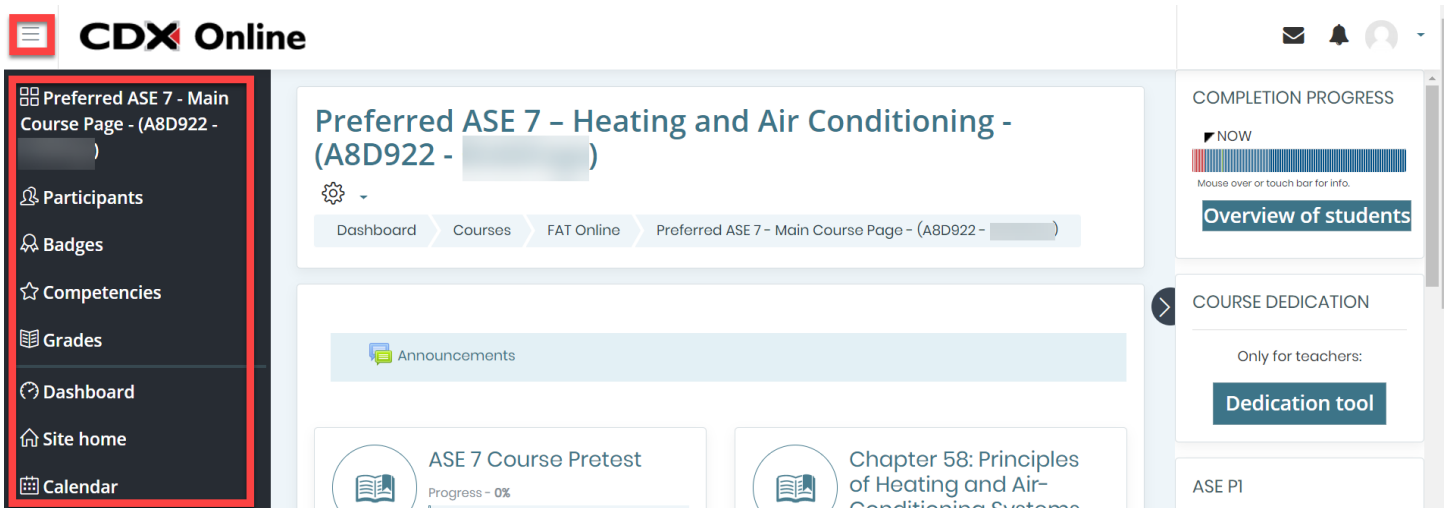 CDX Online
Preferred ASE 7 - Main
Course Page - (A8D922 -
)
Participants
Badges
Competencies
Grades
Dashboard
Site home
Calendar
Preferred ASE 7 – Heating and Air Conditioning -
(A8D922 - )
Dashboard
Courses
FAT Online
Preferred ASE 7 - Main Course Page - (A8D922 - )
Announcements
ASE 7 Course Pretest
Progress - 0%
Chapter 58: Principles
of Heating and Air-
Conditioning Systems
COMPLETION PROGRESS
NOW
Mouse over or touch bar for info.
Overview of students
COURSE DEDICATION
Only for teachers:
Dedication tool
ASE P1